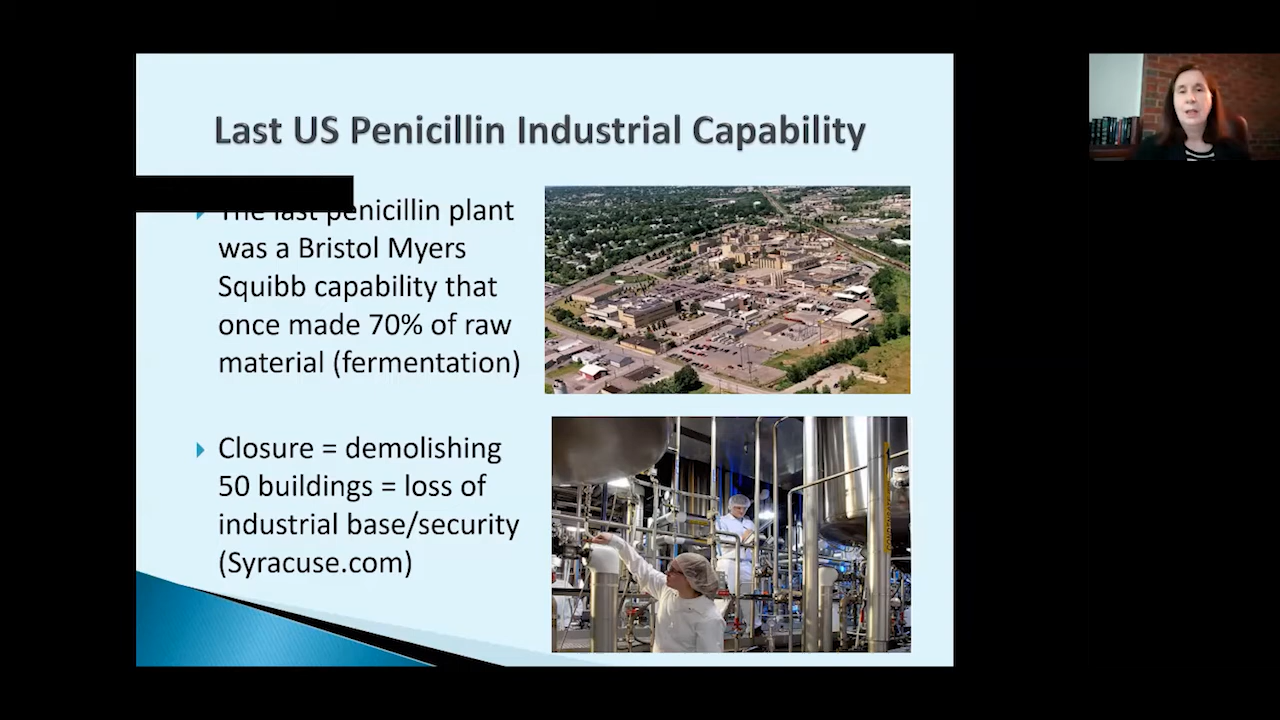 Last US Penicillin Industrial Capability
The last penicillin plant
was a Bristol Myers
Squibb capability that
once made 70% of raw
material (fermentation)
Closure = demolishing
50 buildings = loss of
industrial base/security
(Syracuse.com)